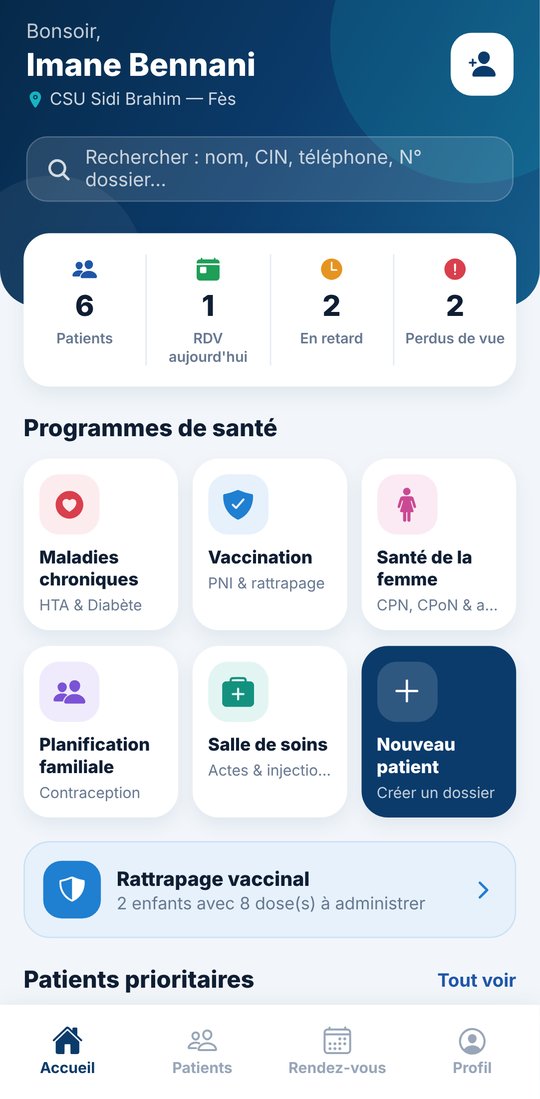 Bonsoir,
Imane Bennani
CSU Sidi Brahim — Fès
Rechercher : nom, CIN, téléphone, N°
dossier...
6
Patients
1
RDV
aujourd'hui
2
En retard
2
Perdus de vue
Programmes de santé
Maladies
chroniques
HTA & Diabète
Vaccination
PNI & rattrapage
Santé de la
femme
CPN, CPoN & a...
Planification
familiale
Contraception
Salle de soins
Actes & injectio...
Nouveau
patient
Créer un dossier
Rattrapage vaccinal
2 enfants avec 8 dose(s) à administrer
Patients prioritaires
Tout voir
Accueil
Patients
Rendez-vous
Profil